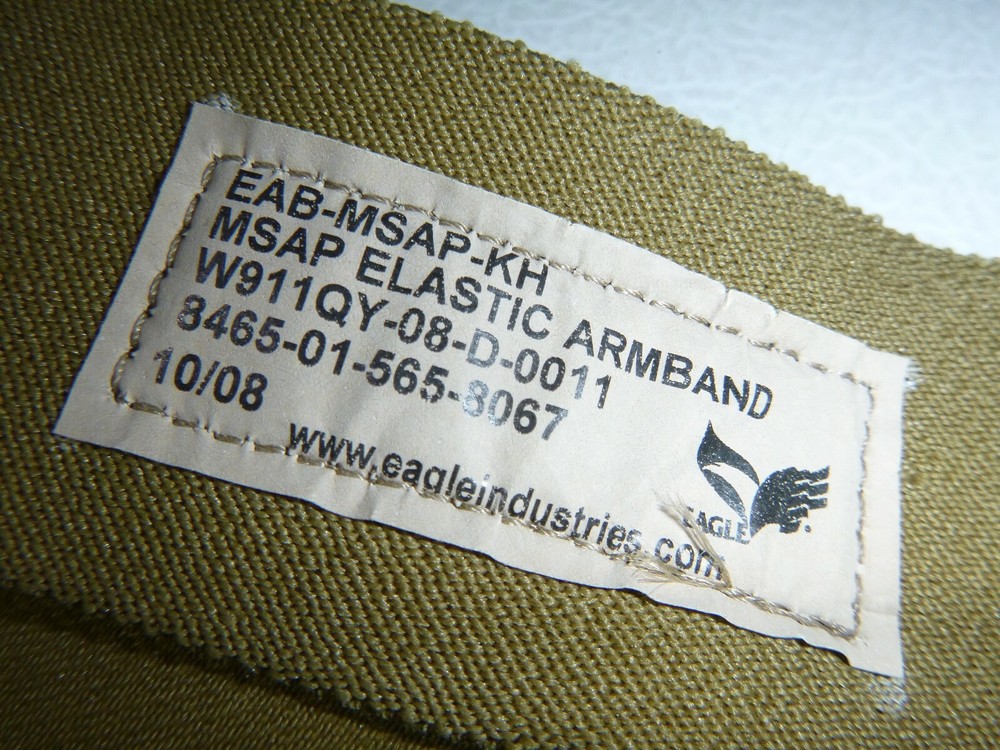 EAB-MSAP-KH
MSAP ELASTIC ARMBAND
W911QY-08-D-0011
8465-01-565-8067
10/08
www.eagleindustries.com
EAGLE